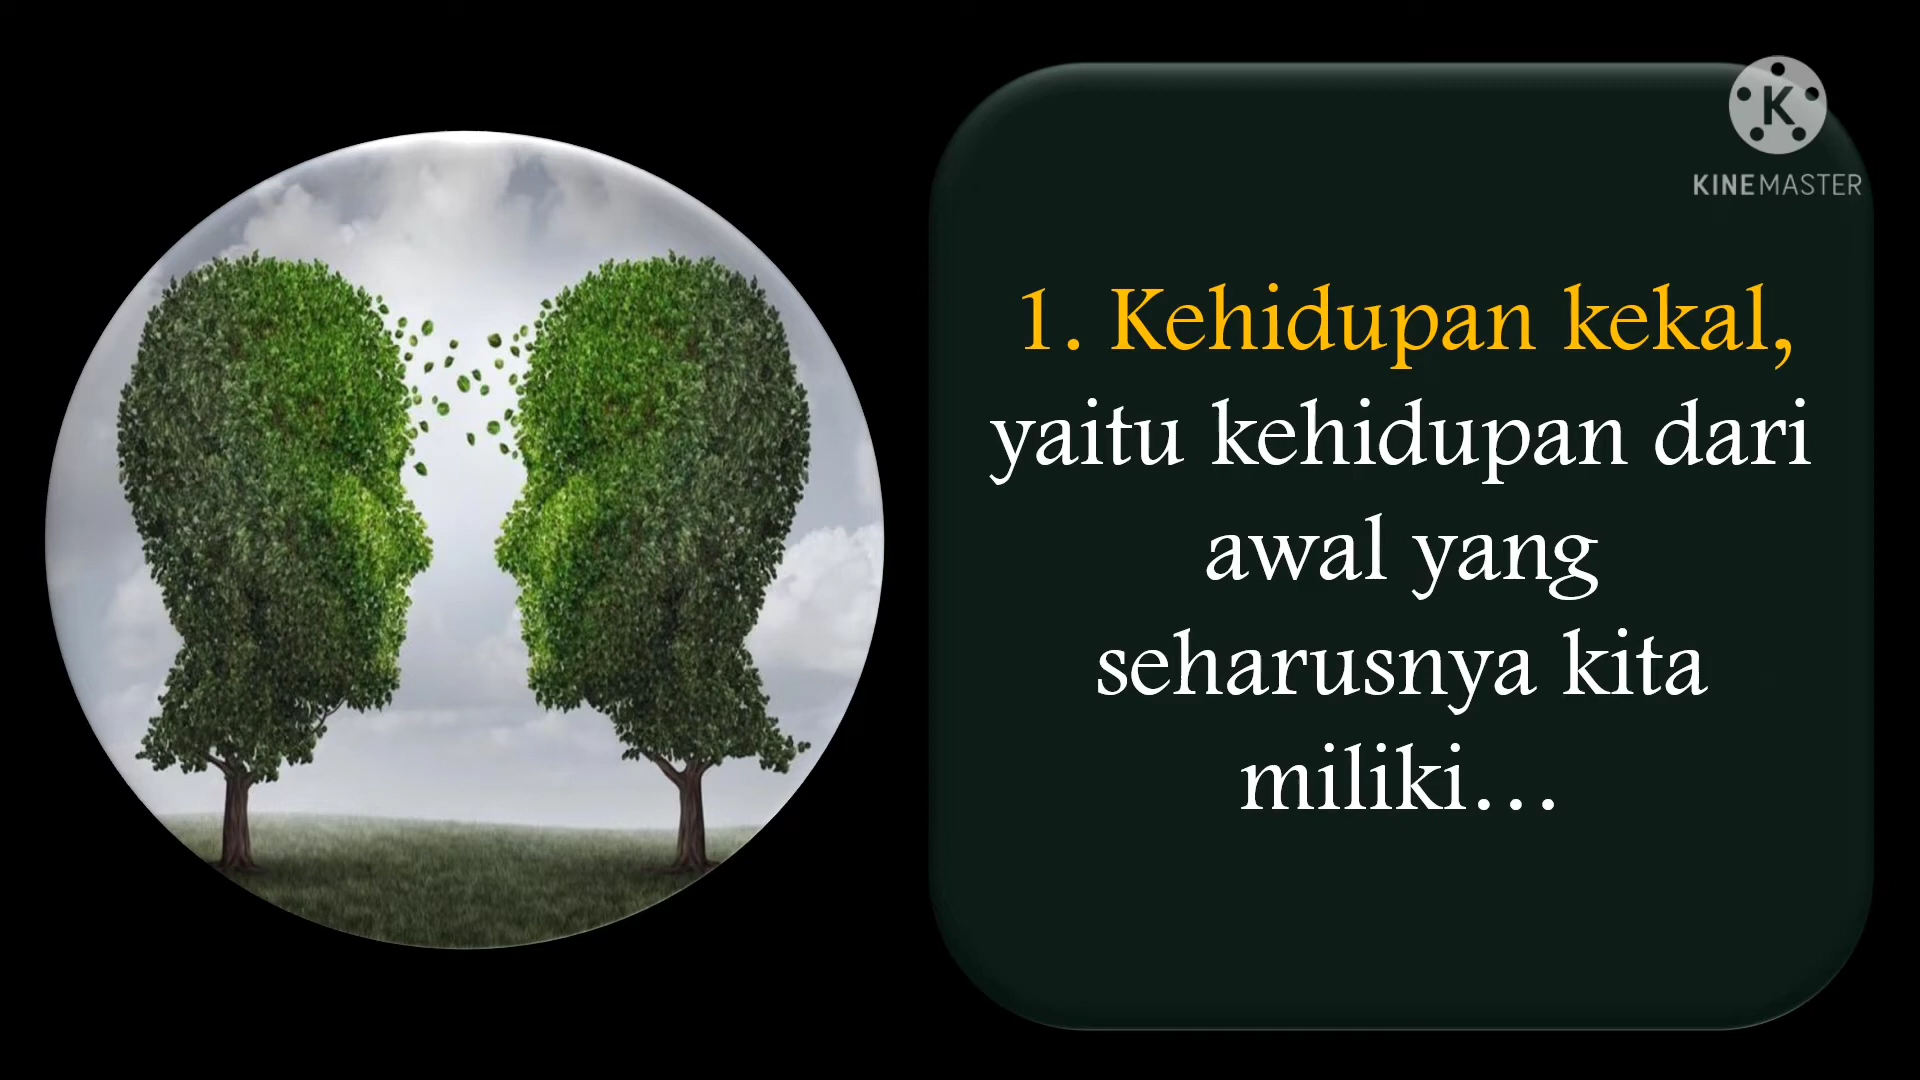 K
KINEMASTER
1. Kehidupan kekal,
yaitu kehidupan dari
awal yang
seharusnya kita
miliki…